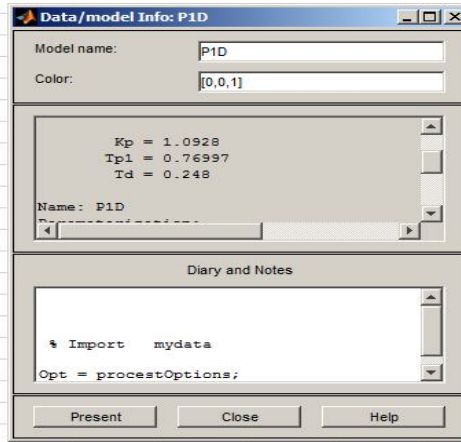 Data/model Info: P1D
Model name: P1D
Color: [0,0,1]
Kp = 1.0928
Tp1 = 0.76997
Td = 0.248
Name: P1D
Diary and Notes
% Import mydata
Opt = procestOptions;
Present Close Help